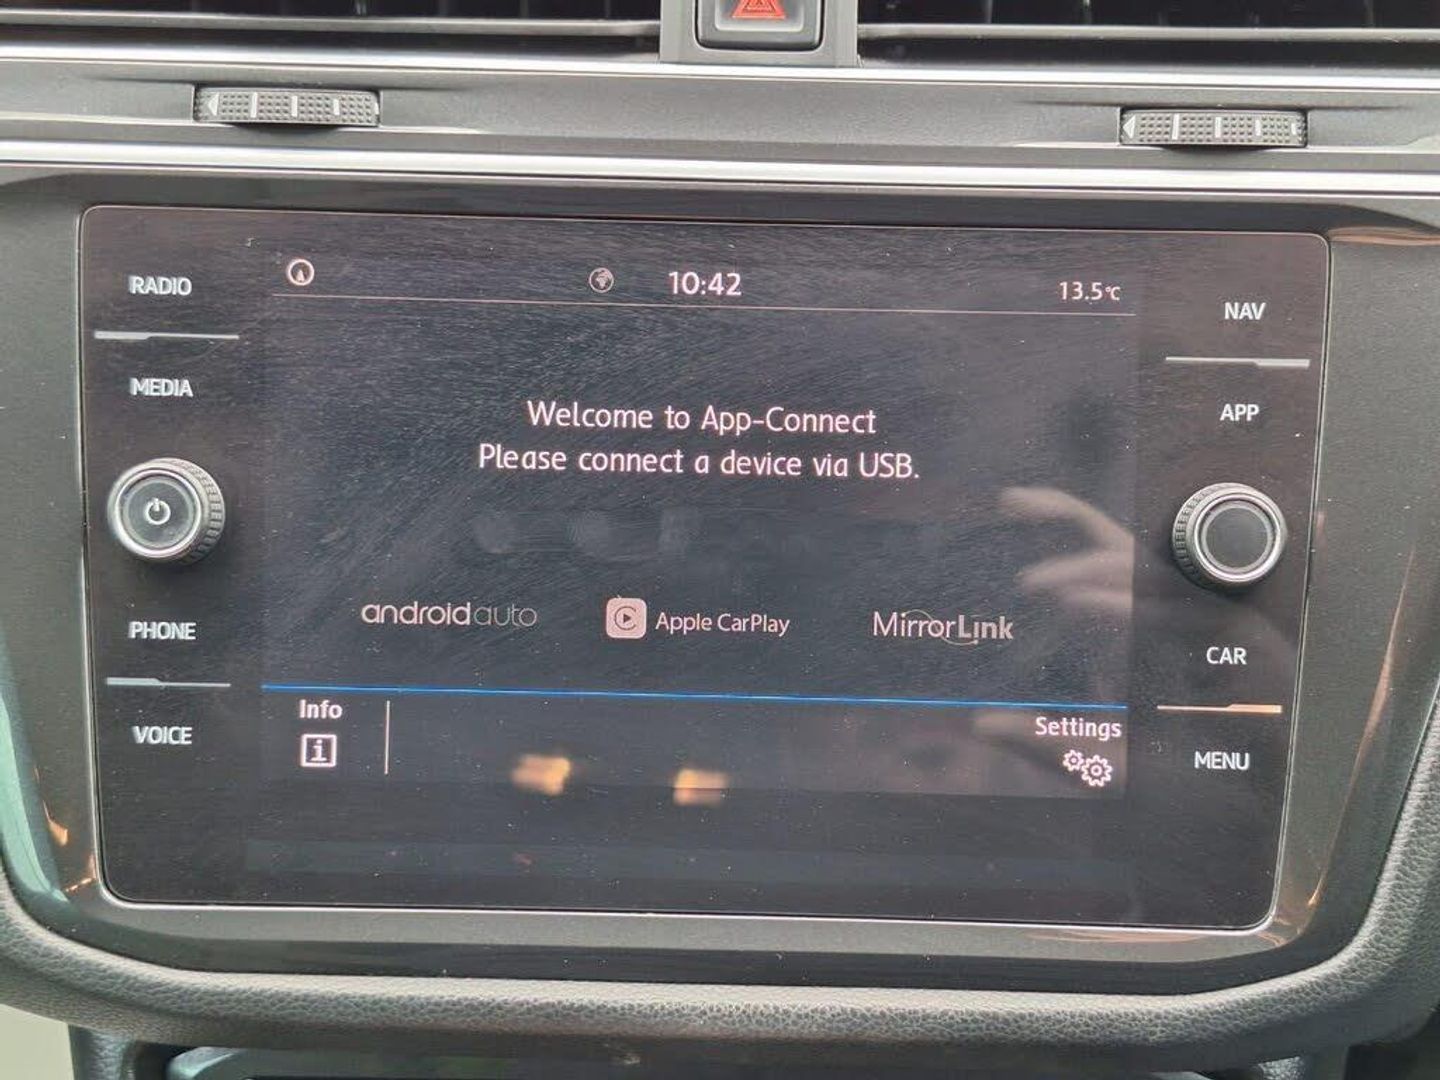 RADIO
MEDIA
PHONE
VOICE
10:42
13.5°C
Welcome to App-Connect
Please connect a device via USB.
androidauto
Apple CarPlay
MirrorLink
Info
i
Settings
NAV
APP
CAR
MENU